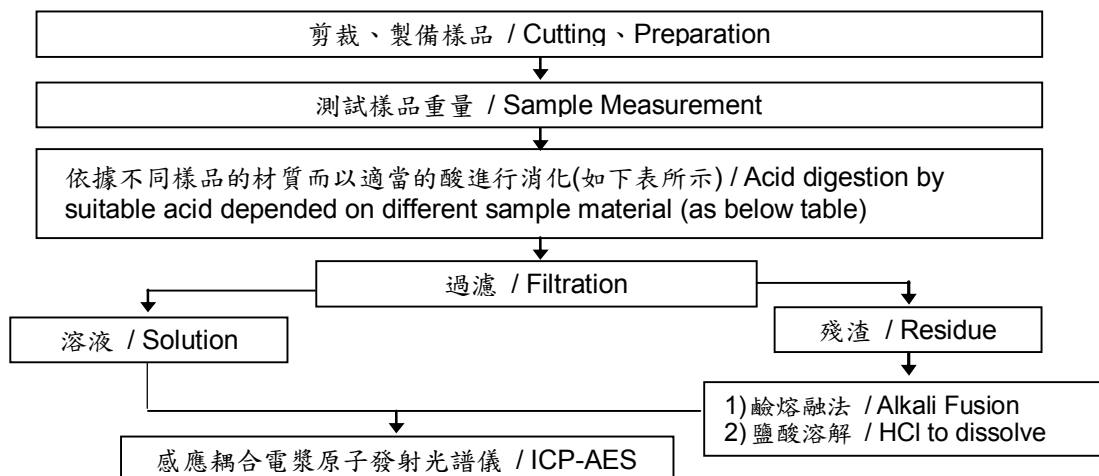 剪裁、製備樣品 / Cutting、Preparation
測試樣品重量 / Sample Measurement
依據不同樣品的材質而以適當的酸進行消化(如下表所示) / Acid digestion by
suitable acid depended on different sample material (as below table)
過濾 / Filtration
溶液 / Solution
殘渣 / Residue
1) 鹼熔融法 / Alkali Fusion
2) 鹽酸溶解 / HCl to dissolve
感應耦合電漿原子發射光譜儀 / ICP-AES